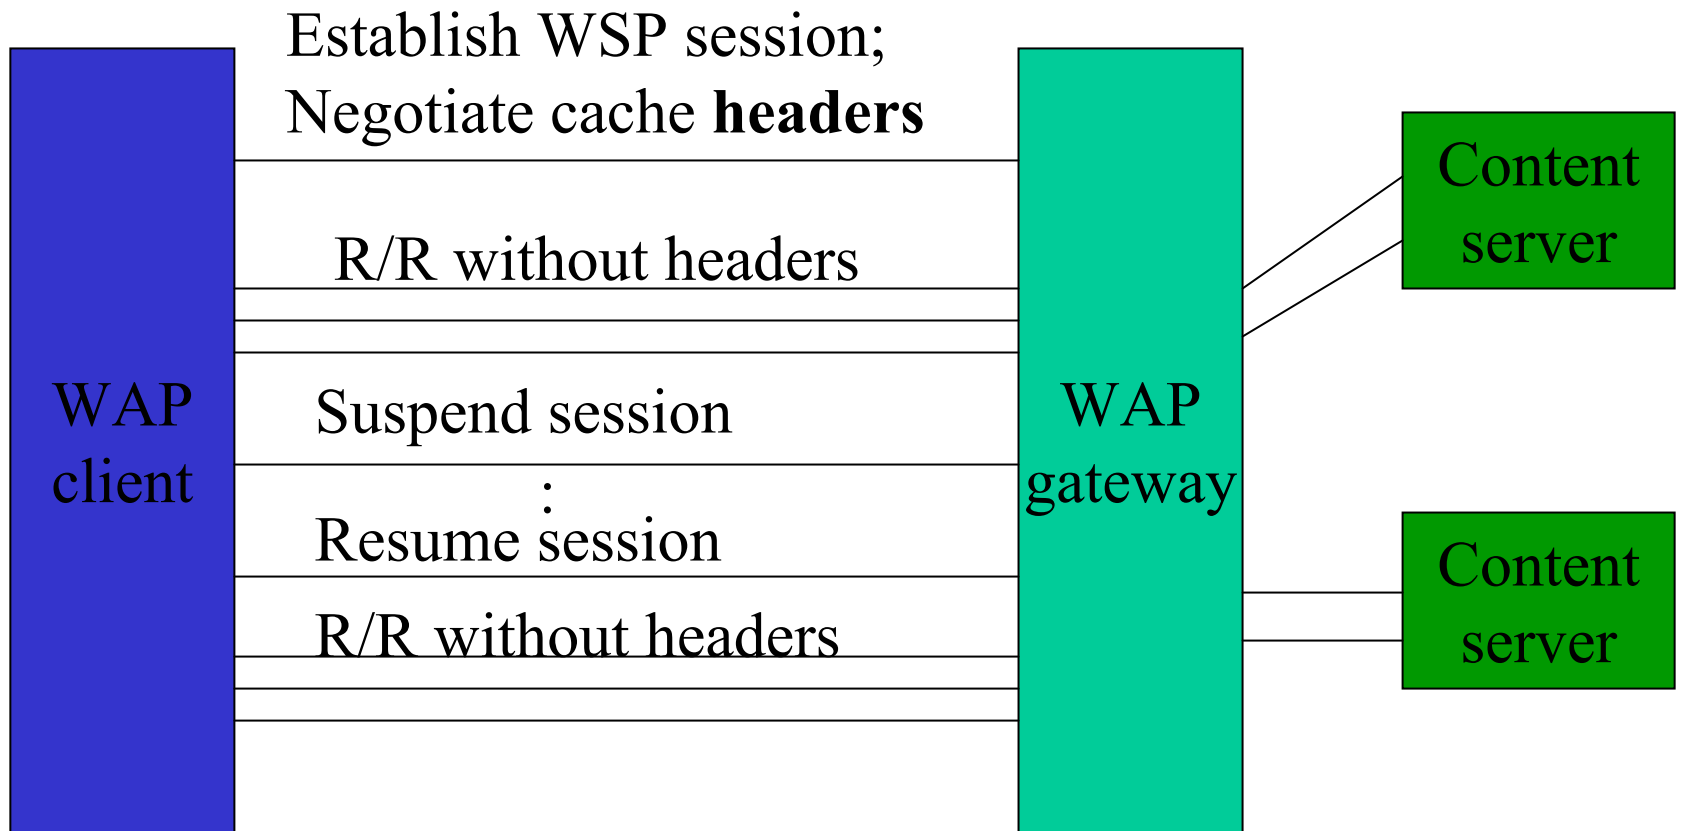 Establish WSP session;
Negotiate cache headers
R/R without headers
Suspend session
:
Resume session
R/R without headers
WAP
client
WAP
gateway
Content
server
Content
server